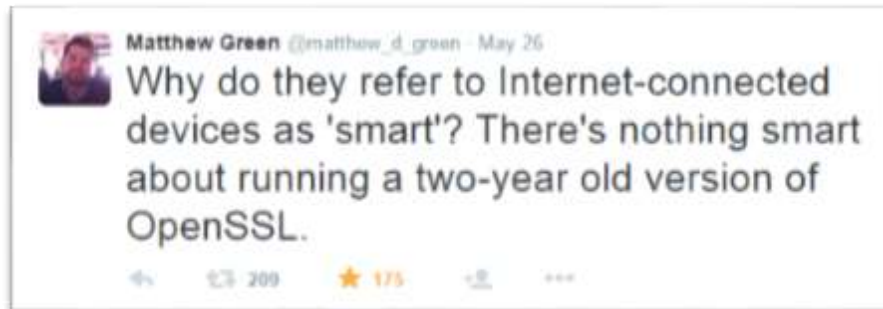 Matthew Green @matthew_d_green · May 26
Why do they refer to Internet-connected
devices as 'smart'? There's nothing smart
about running a two-year old version of
OpenSSL.
209 175